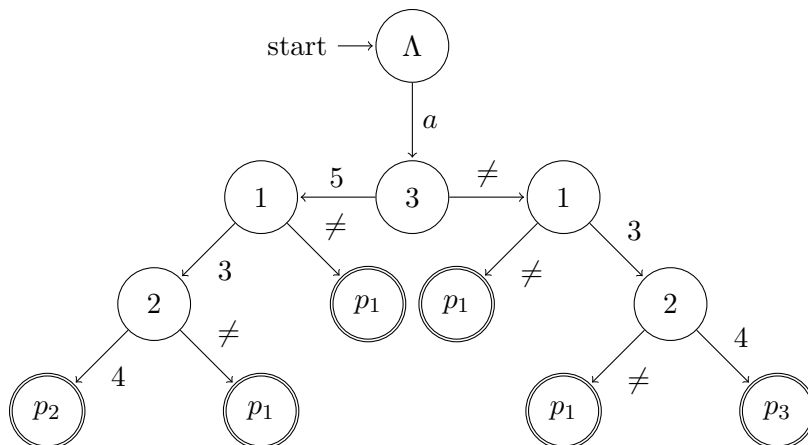 start Λ
a
1 5 3 ≠ 1
≠ 3
3 p₁ p₁ ≠
2 2
4 ≠ ≠ 4
p₂ p₁ p₁ p₃